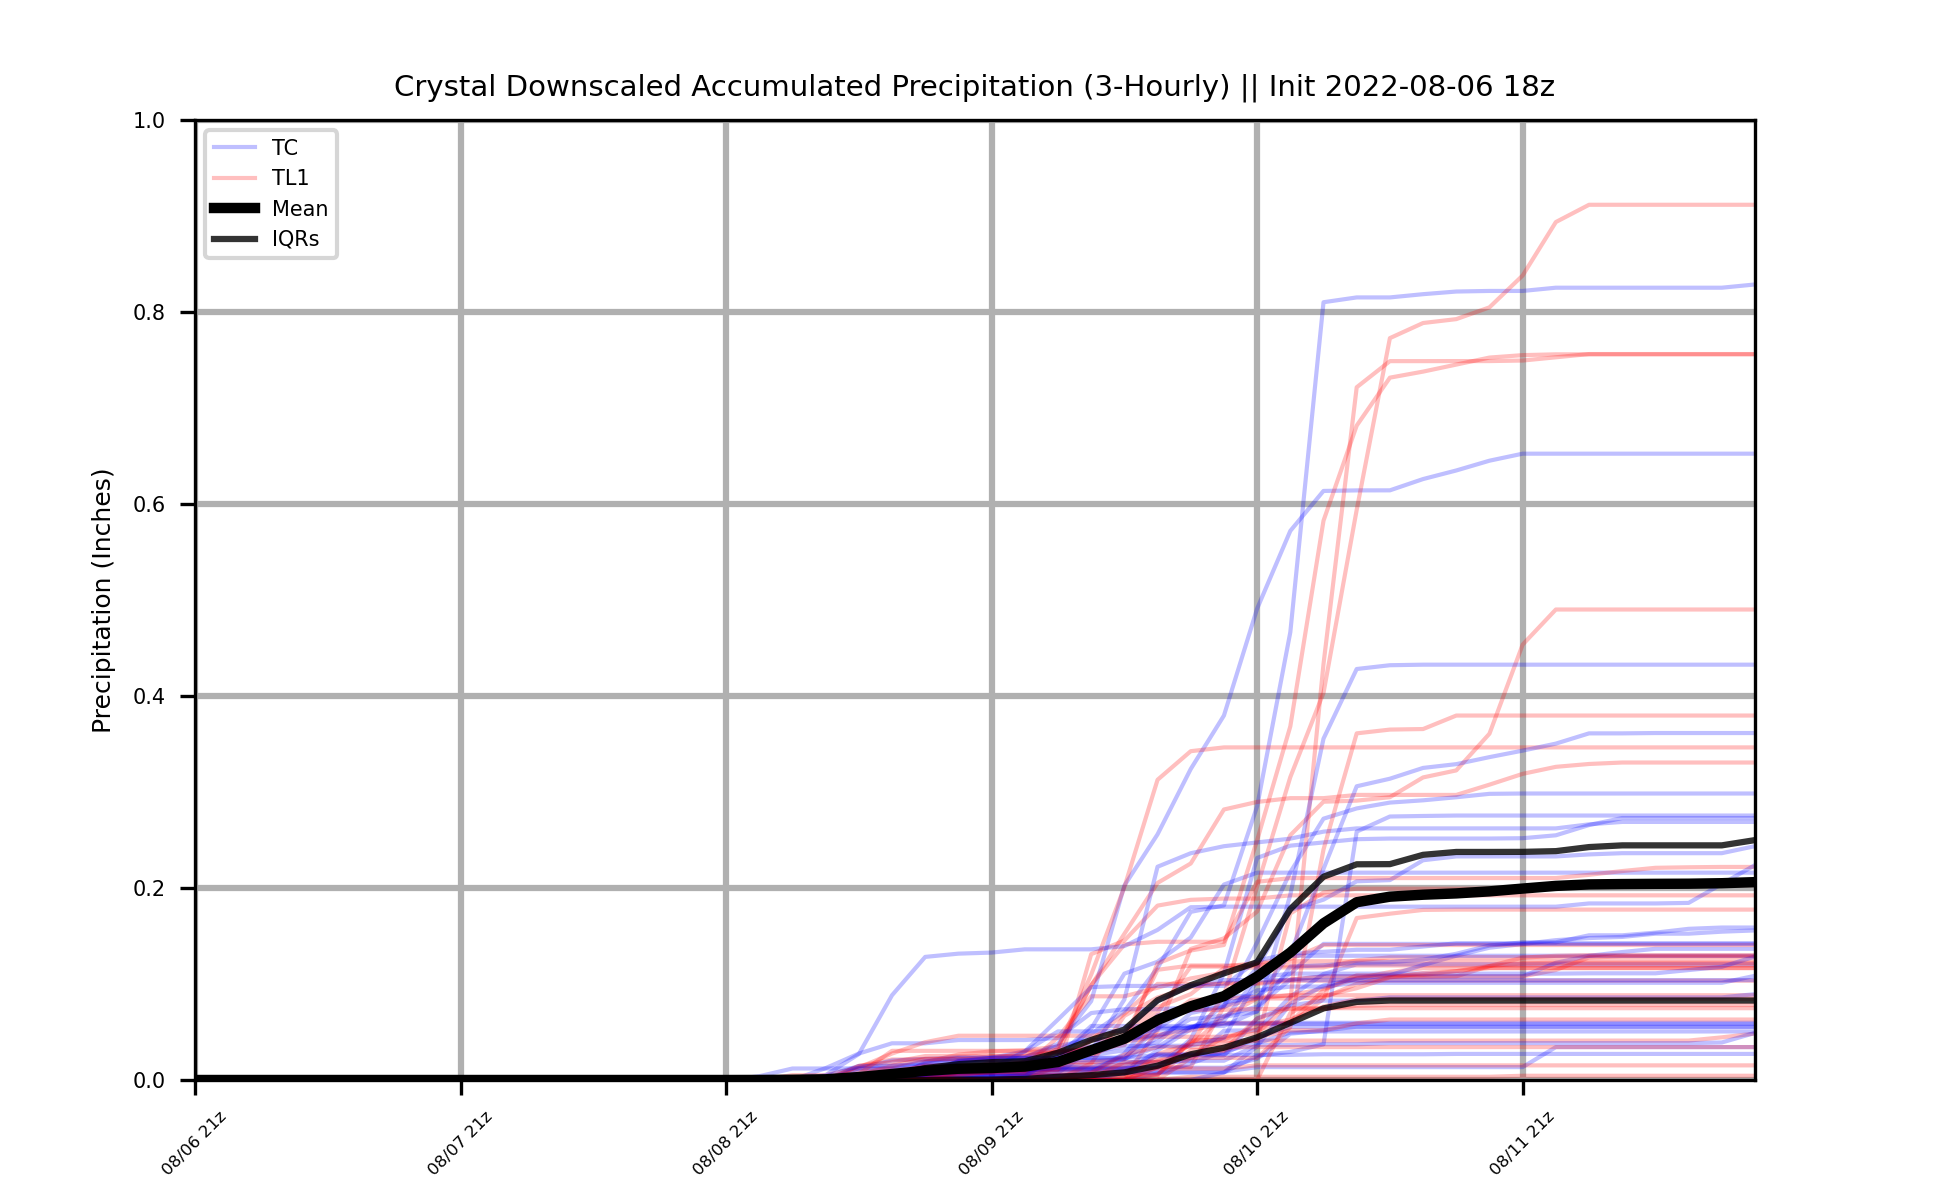 Crystal Downscaled Accumulated Precipitation (3-Hourly) || Init 2022-08-06 18z
TC
TL1
Mean
IQRs
Precipitation (Inches)
1.0
0.8
0.6
0.4
0.2
0.0
08/06 21z
08/07 21z
08/08 21z
08/09 21z
08/10 21z
08/11 21z